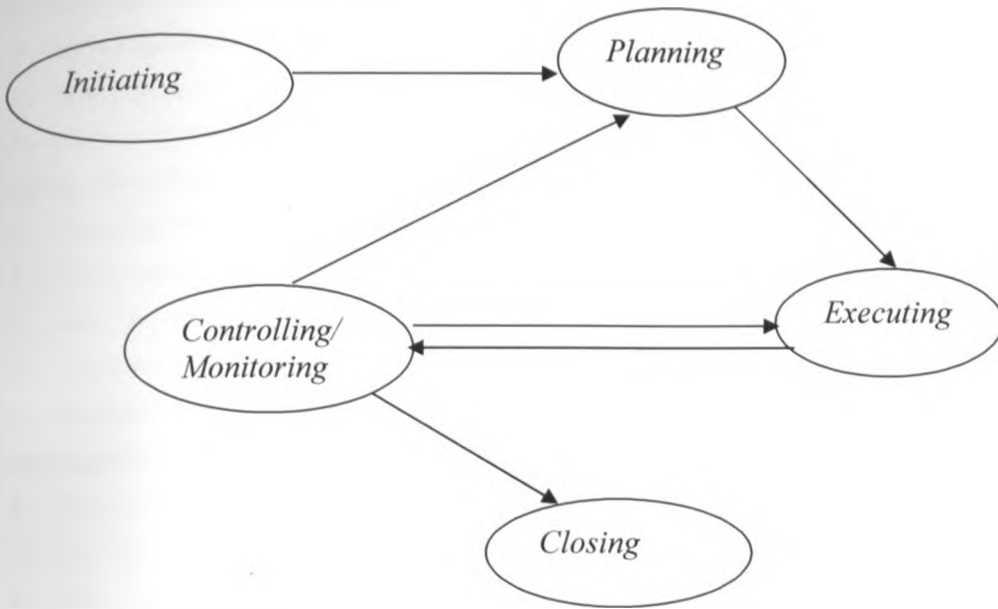 Initiating
Planning
Executing
Controlling/
Monitoring
Closing